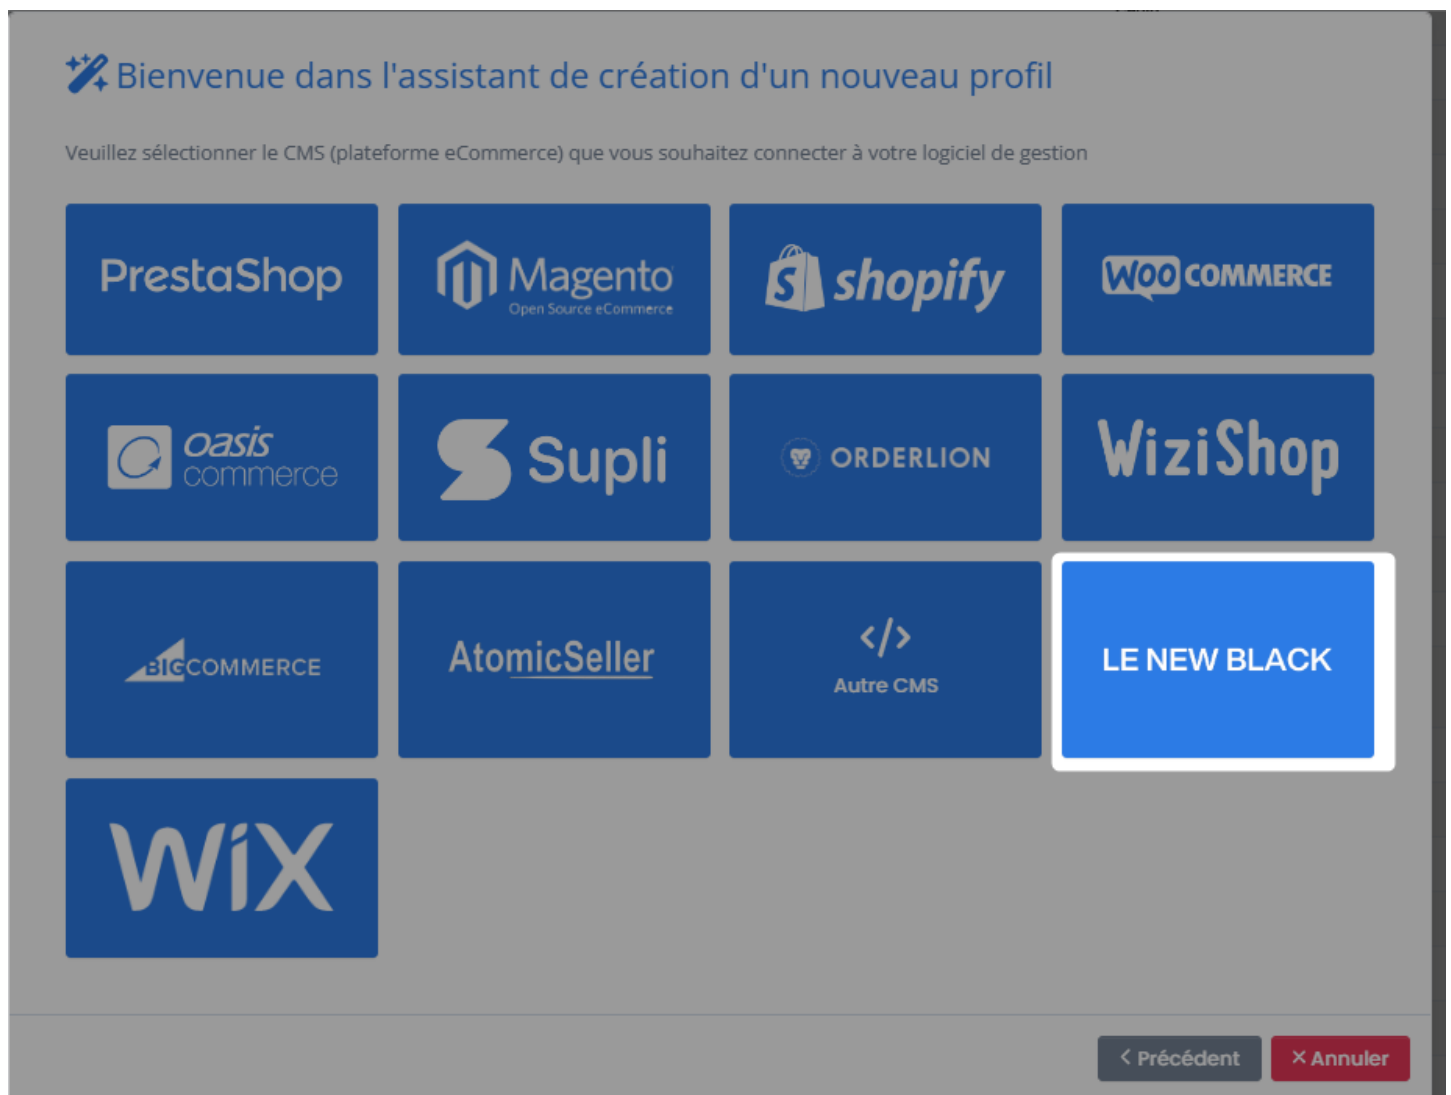 Bienvenue dans l'assistant de création d'un nouveau profil
Veuillez sélectionner le CMS (plateforme eCommerce) que vous souhaitez connecter à votre logiciel de gestion
PrestaShop
Magento
Open Source eCommerce
shopify
WOO COMMERCE
oasis
commerce
Supli
ORDERLION
WiziShop
BIGCOMMERCE
AtomicSeller
</>
Autre CMS
LE NEW BLACK
WiX
Précédent
Annuler